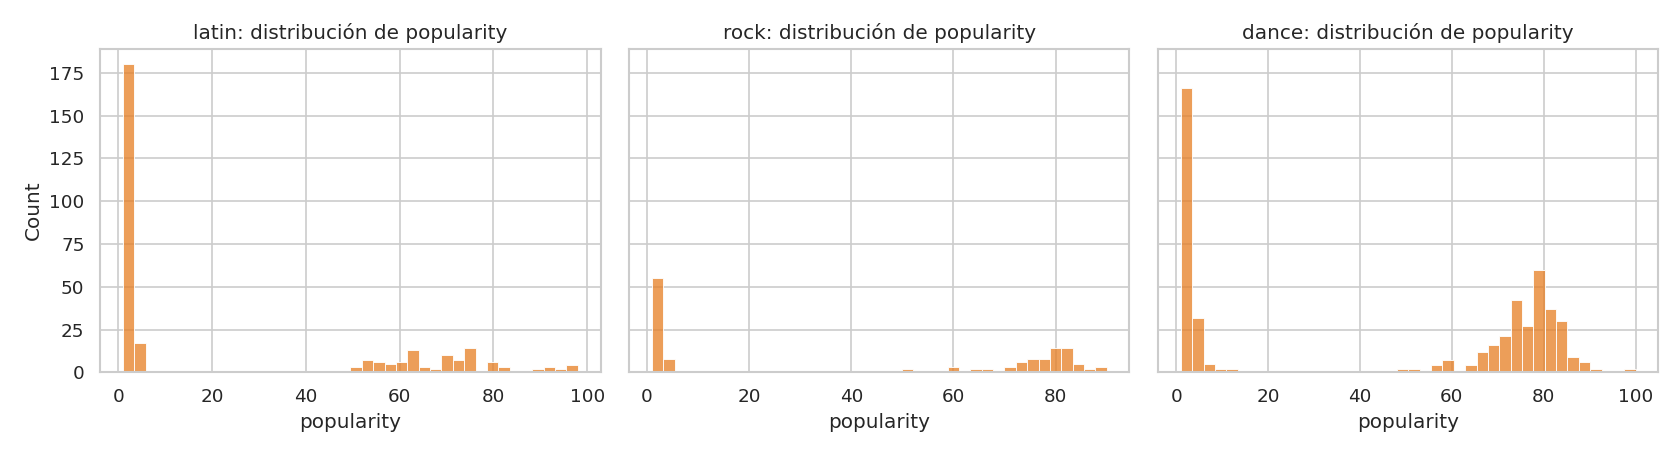 latin: distribución de popularity
rock: distribución de popularity
dance: distribución de popularity
Count
175
150
125
100
75
50
25
0
0 20 40 60 80 100
0 20 40 60 80
0 20 40 60 80 100
popularity
popularity
popularity